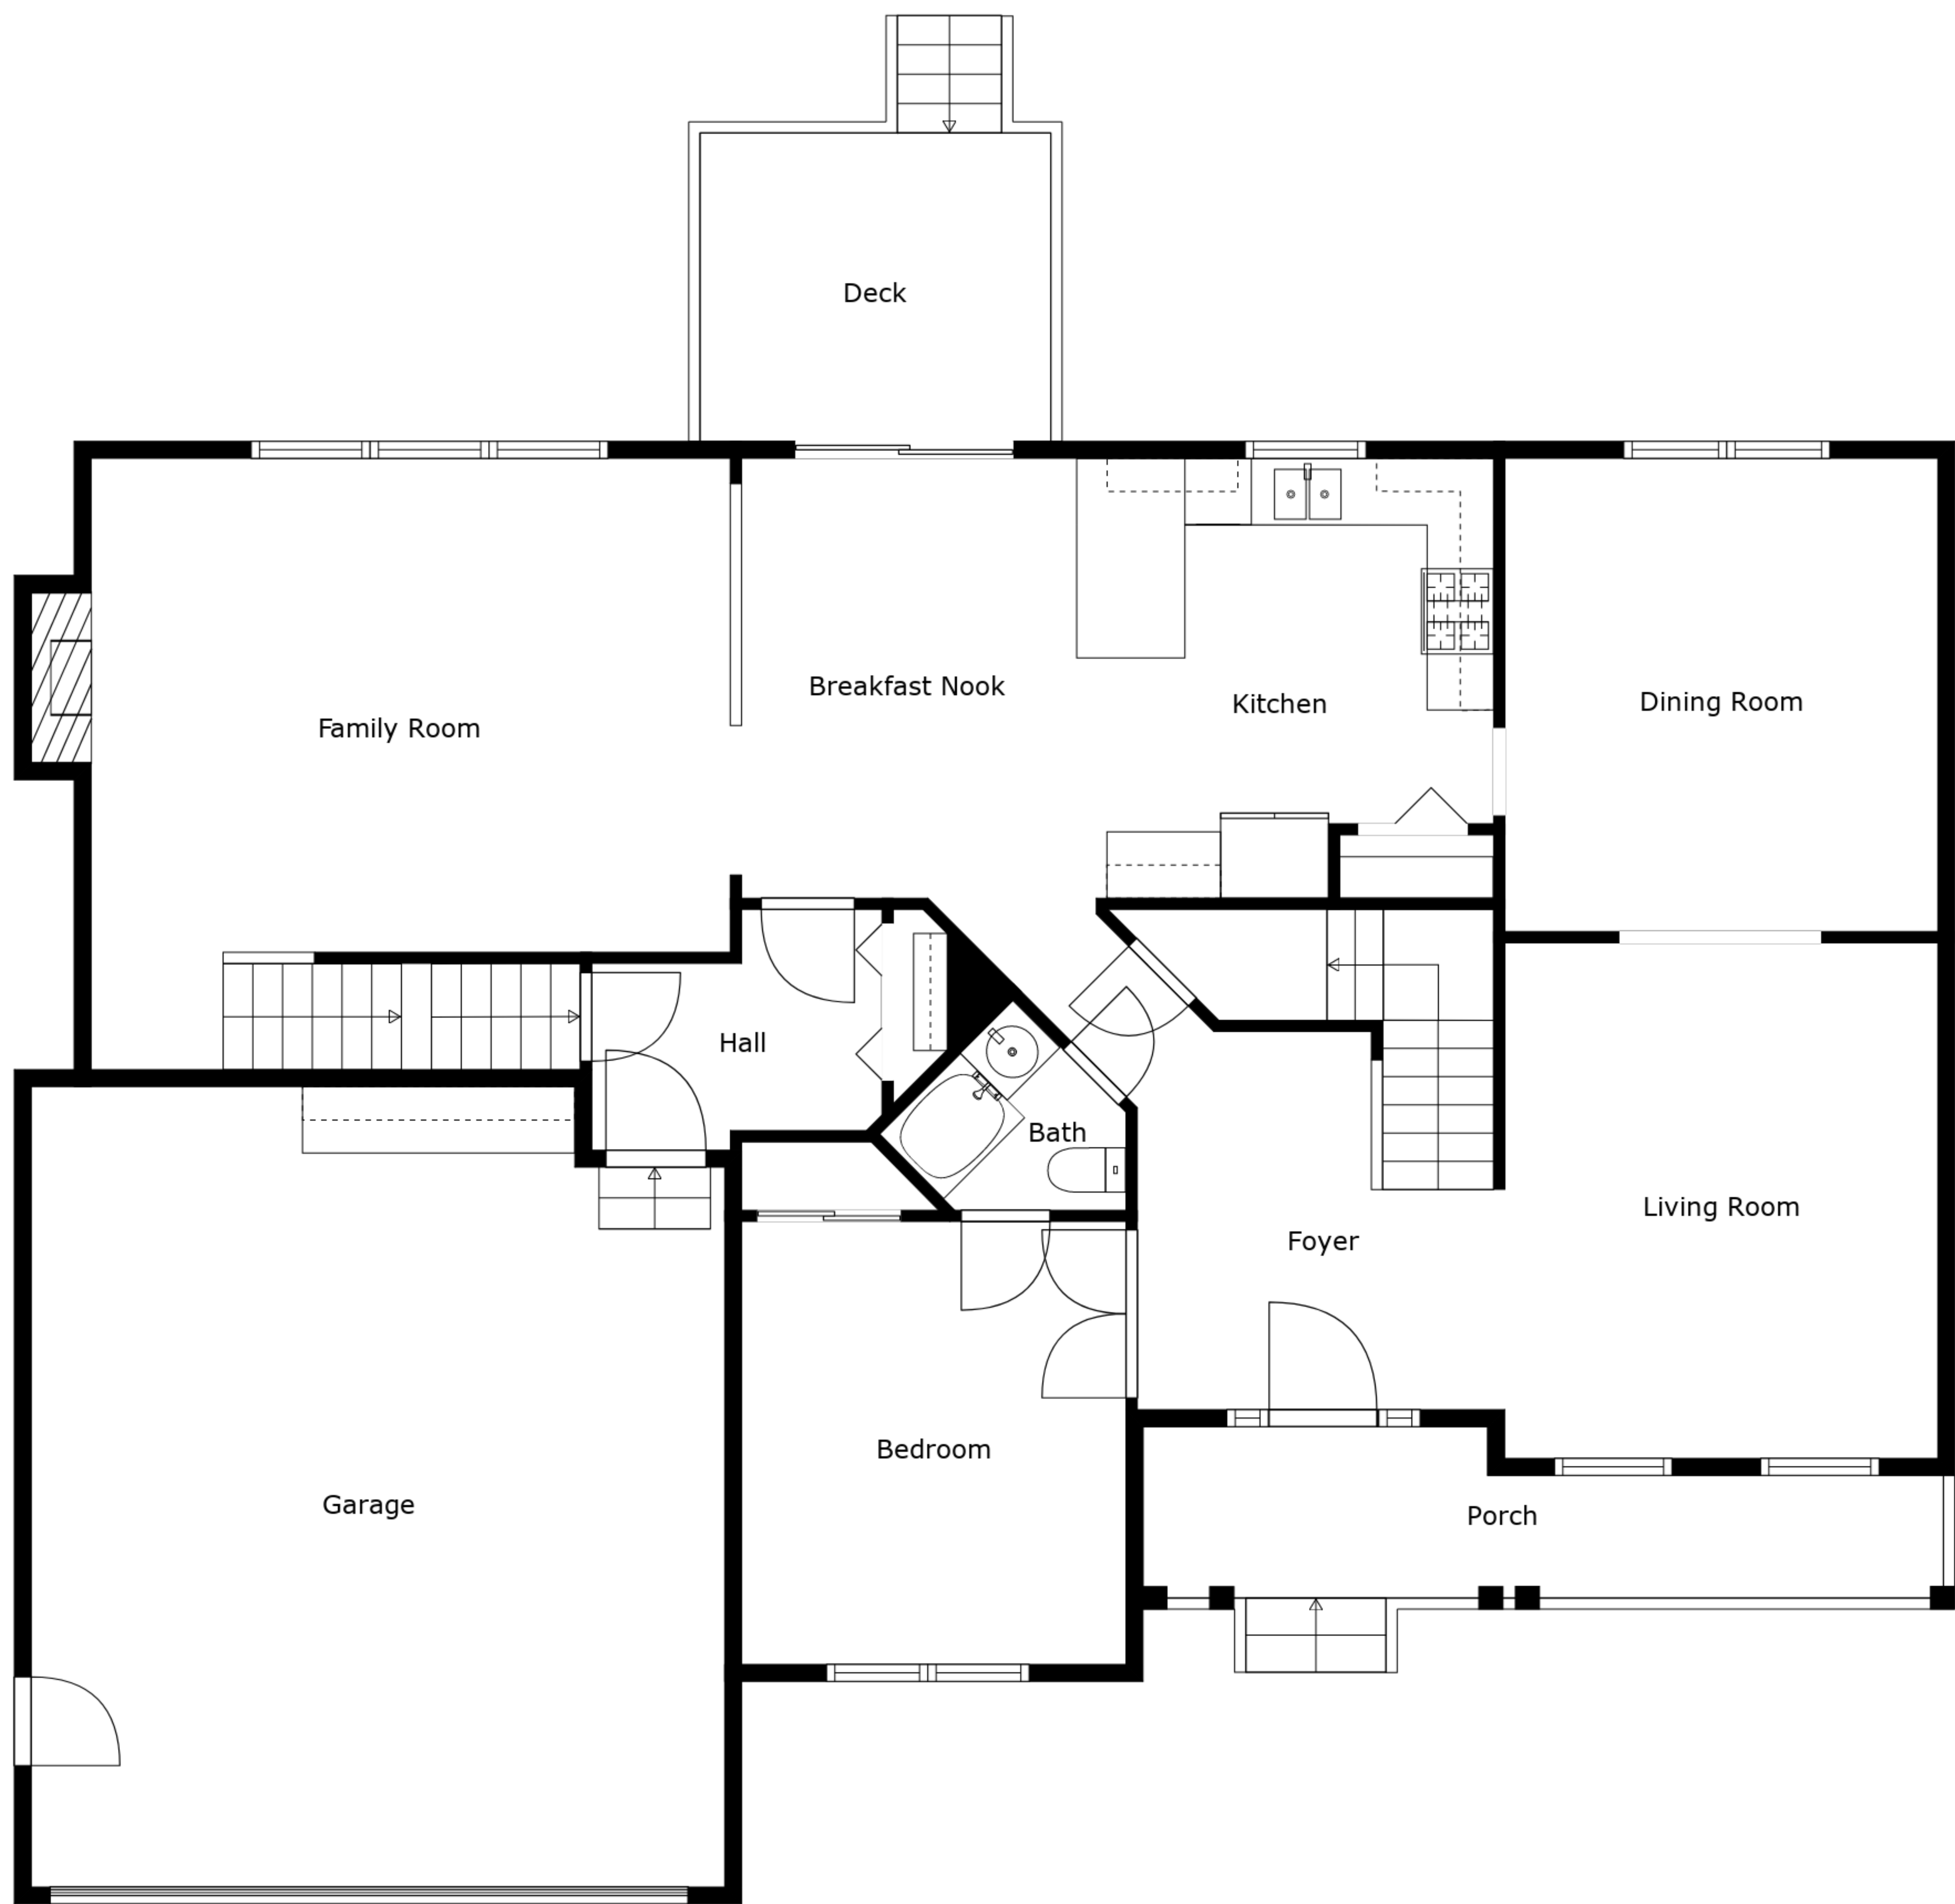 Deck
Breakfast Nook
Kitchen
Dining Room
Family Room
Hall
Bath
Living Room
Foyer
Bedroom
Garage
Porch